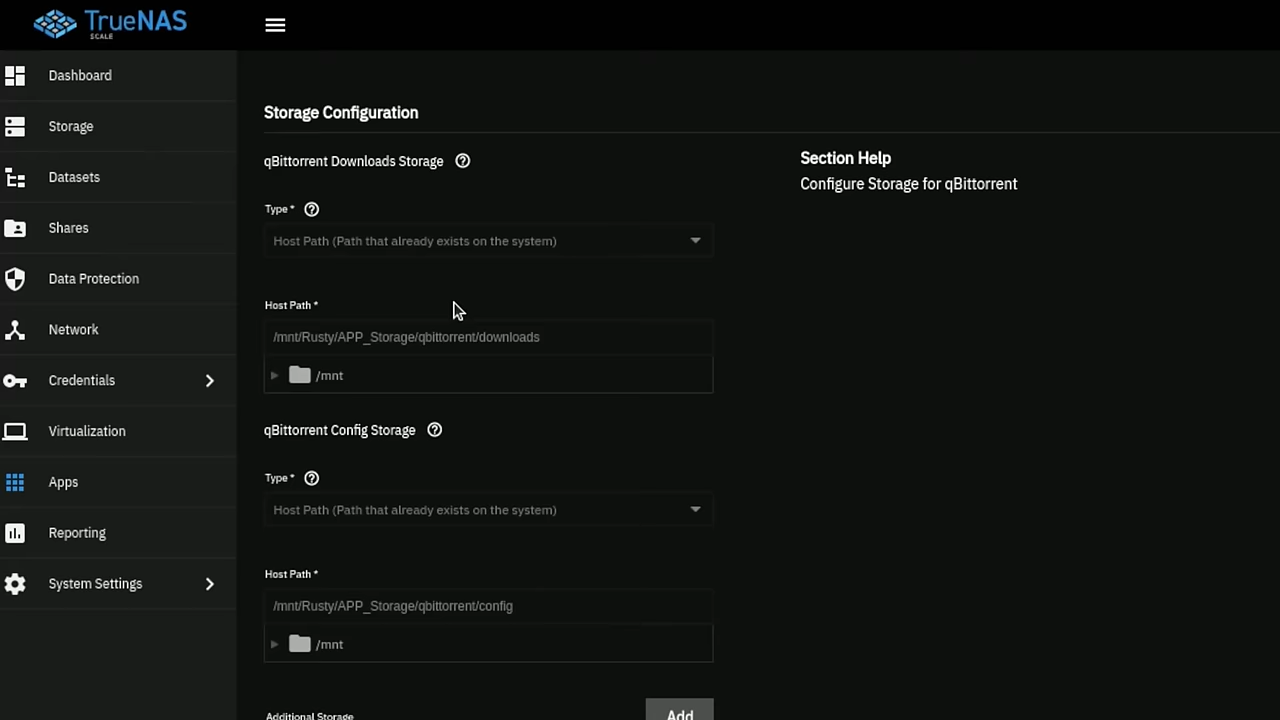 TrueNAS
SCALE
Dashboard
Storage
Datasets
Shares
Data Protection
Network
Credentials
Virtualization
Apps
Reporting
System Settings
Storage Configuration
qBittorrent Downloads Storage
Type *
Host Path (Path that already exists on the system)
Host Path *
/mnt/Rusty/APP_Storage/qbittorrent/downloads
/mnt
qBittorrent Config Storage
Type *
Host Path (Path that already exists on the system)
Host Path *
/mnt/Rusty/APP_Storage/qbittorrent/config
/mnt
Additional Storage
Add
Section Help
Configure Storage for qBittorrent